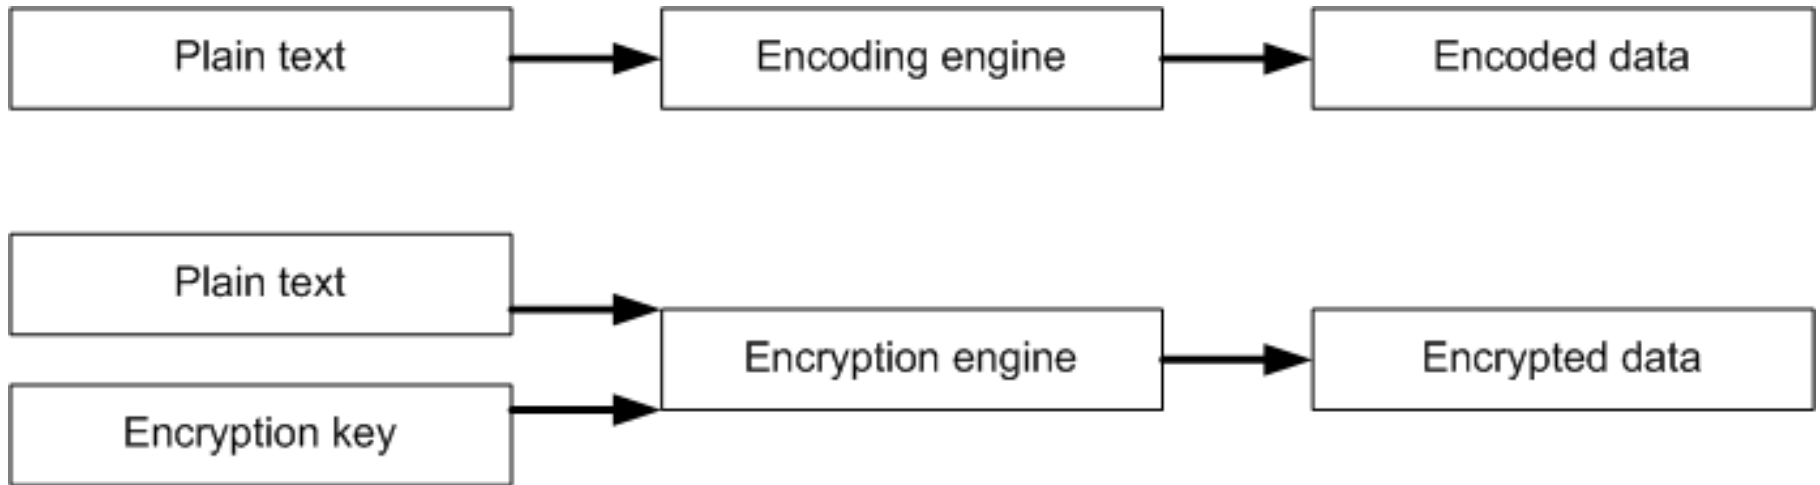 Plain text
Encoding engine
Encoded data
Plain text
Encryption key
Encryption engine
Encrypted data